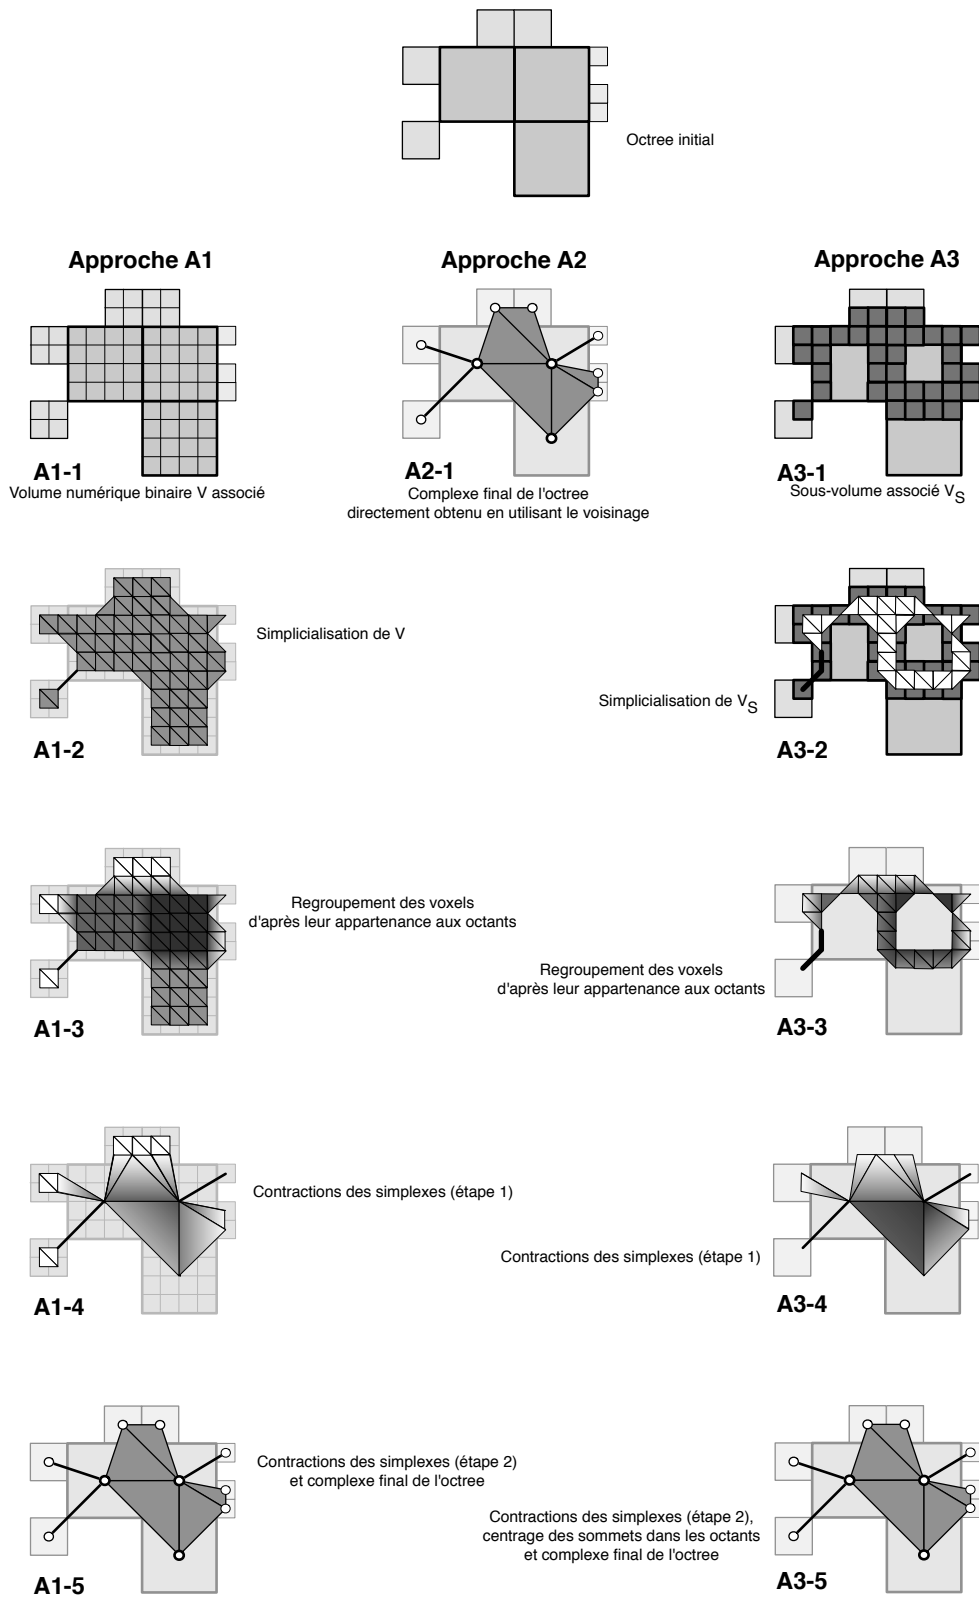 Octree initial
Approche A1
Approche A2
Approche A3
A1-1
Volume numérique binaire V associé
A2-1
Complexe final de l'octree
directement obtenu en utilisant le voisinage
A3-1
Sous-volume associé VS
Simplicialisation de V
A1-2
Simplicialisation de VS
A3-2
Regroupement des voxels
d'après leur appartenance aux octants
A1-3
Regroupement des voxels
d'après leur appartenance aux octants
A3-3
Contractions des simplexes (étape 1)
A1-4
Contractions des simplexes (étape 1)
A3-4
Contractions des simplexes (étape 2)
et complexe final de l'octree
A1-5
Contractions des simplexes (étape 2),
centrage des sommets dans les octants
et complexe final de l'octree
A3-5